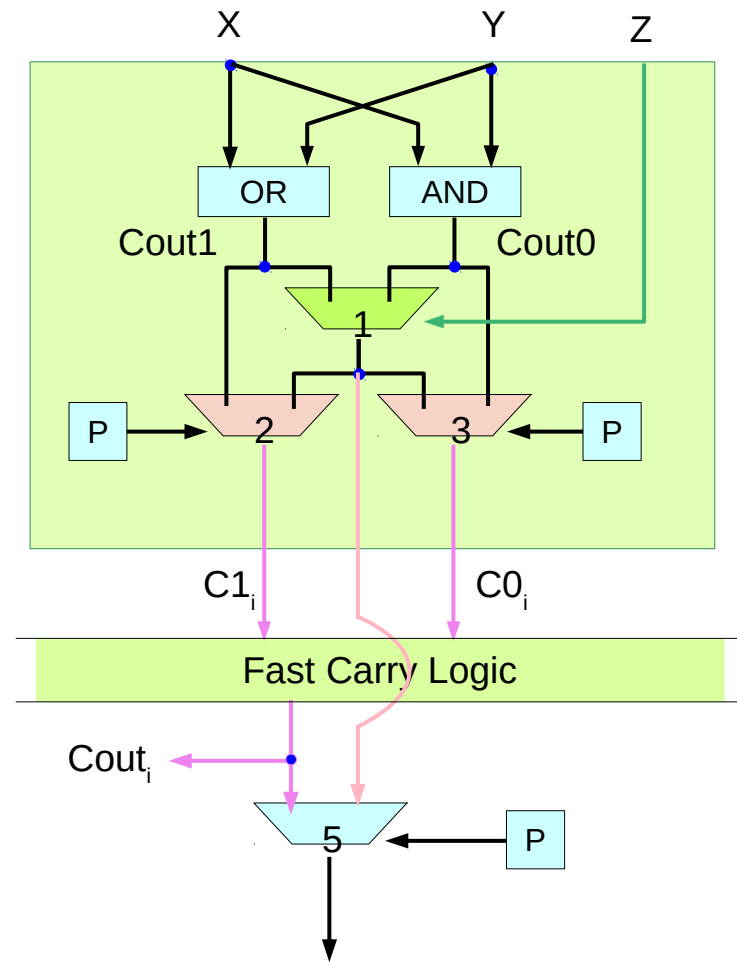 X Y Z
OR AND
Cout1 Cout0
1
P 2 3 P
C1i C0i
Fast Carry Logic
Couti
5 P